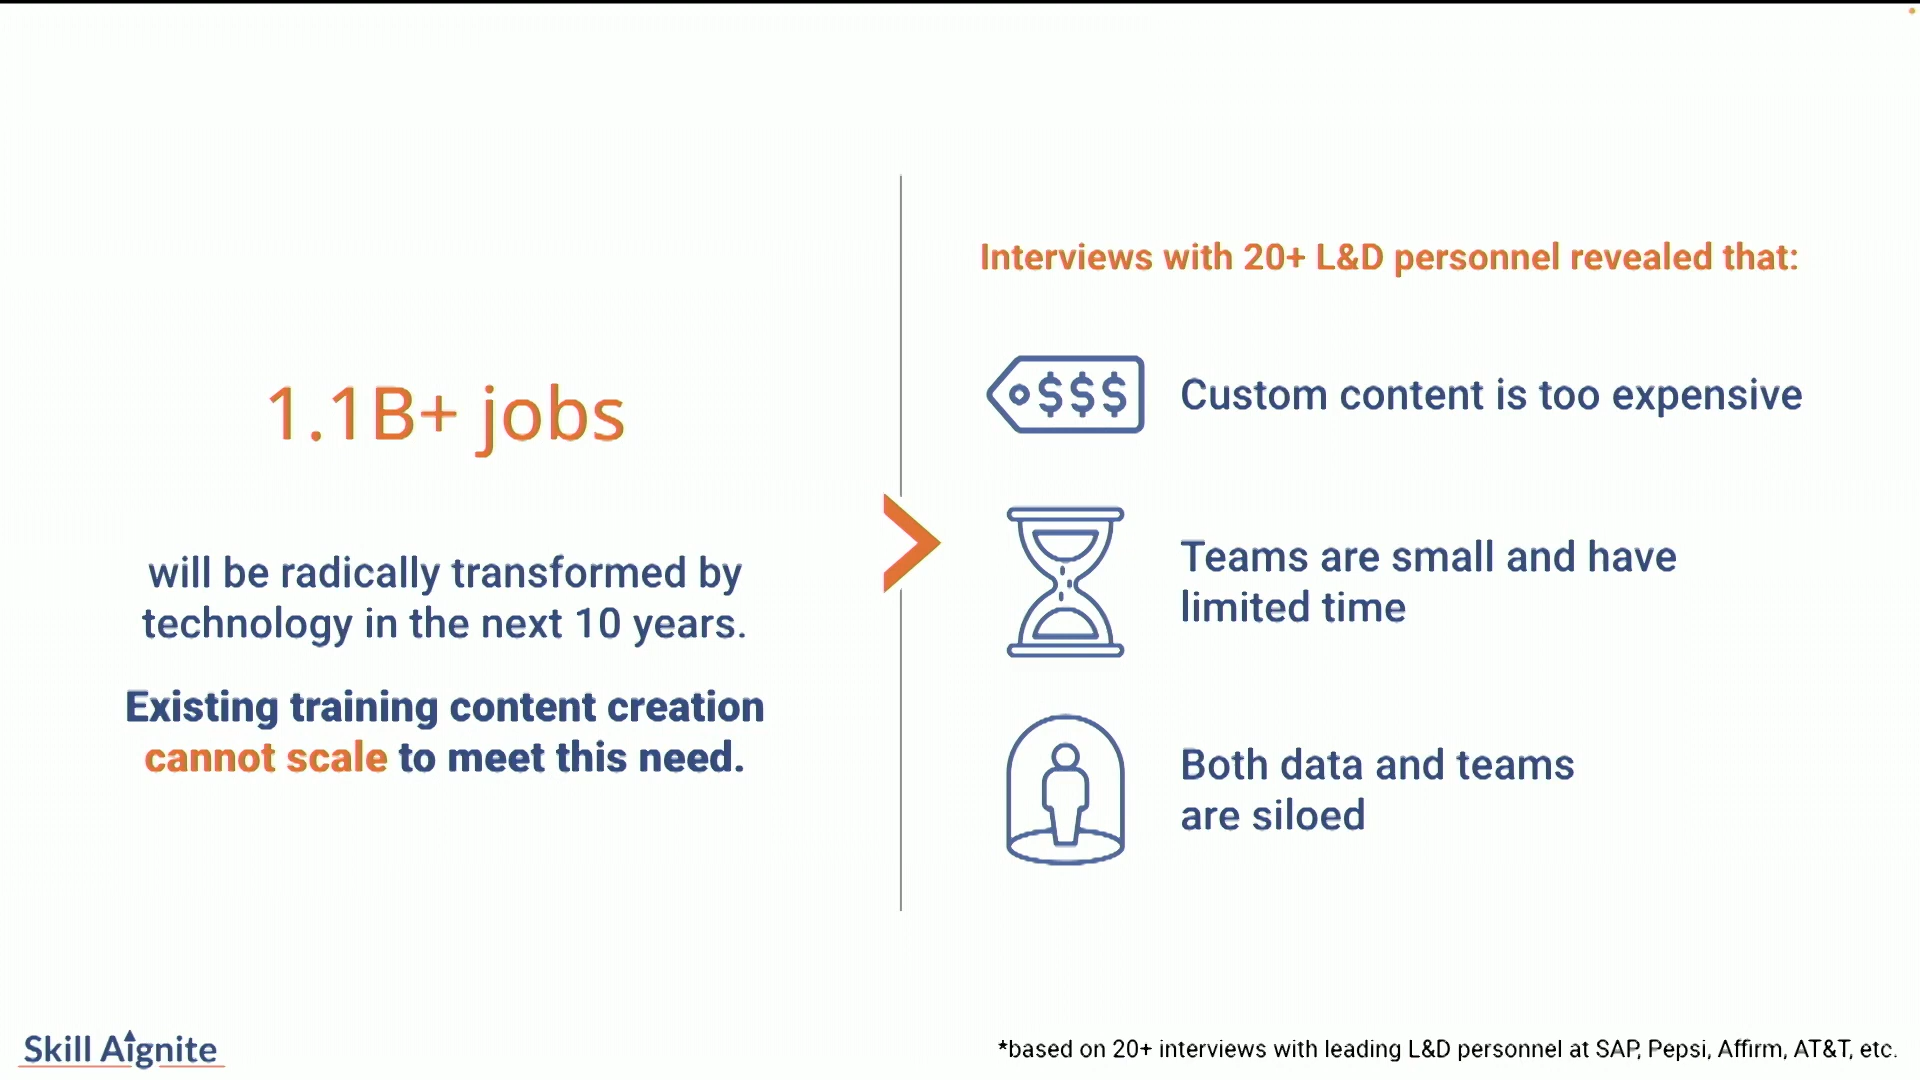 1.1B+ jobs
will be radically transformed by
technology in the next 10 years.
Existing training content creation
cannot scale to meet this need.
Interviews with 20+ L&D personnel revealed that:
$$$
Custom content is too expensive
Teams are small and have
limited time
Both data and teams
are siloed
Skill Aignite
*based on 20+ interviews with leading L&D personnel at SAP, Pepsi, Affirm, AT&T, etc.